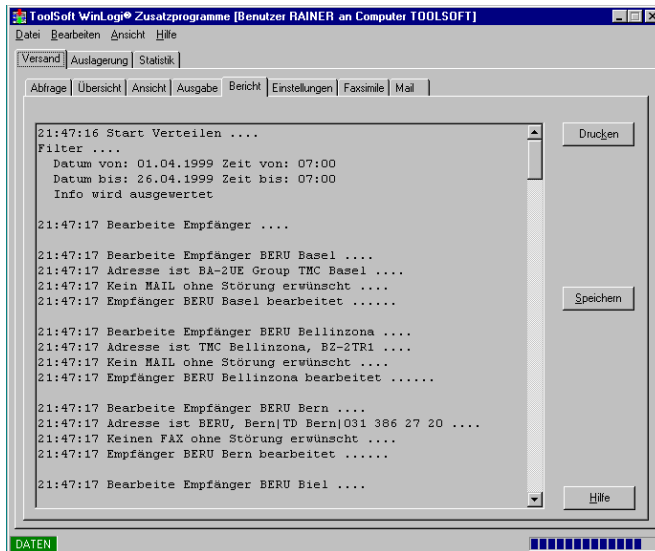 ToolSoft WinLogi® Zusatzprogramme [Benutzer RAINER an Computer TOOLSOFT]
Datei Bearbeiten Ansicht Hilfe
Versand Auslagerung Statistik
Abfrage Übersicht Ansicht Ausgabe Bericht Einstellungen Faxsimile Mail
21:47:16 Start Verteilen ....
Filter ....
Datum von: 01.04.1999 Zeit von: 07:00
Datum bis: 26.04.1999 Zeit bis: 07:00
Info wird ausgewertet
21:47:17 Bearbeite Empfänger ....
21:47:17 Bearbeite Empfänger BERU Basel ....
21:47:17 Adresse ist BA-2UE Group TMC Basel ....
21:47:17 Kein MAIL ohne Störung erwünscht ....
21:47:17 Empfänger BERU Basel bearbeitet ......
21:47:17 Bearbeite Empfänger BERU Bellinzona ....
21:47:17 Adresse ist TMC Bellinzona, BZ-2TR1 ....
21:47:17 Kein MAIL ohne Störung erwünscht ....
21:47:17 Empfänger BERU Bellinzona bearbeitet ......
21:47:17 Bearbeite Empfänger BERU Bern ....
21:47:17 Adresse ist BERU, Bern|TD Bern|031 386 27 20 ....
21:47:17 Keinen FAX ohne Störung erwünscht ....
21:47:17 Empfänger BERU Bern bearbeitet ......
21:47:17 Bearbeite Empfänger BERU Biel ....
Drucken
Speichern
Hilfe
DATEN